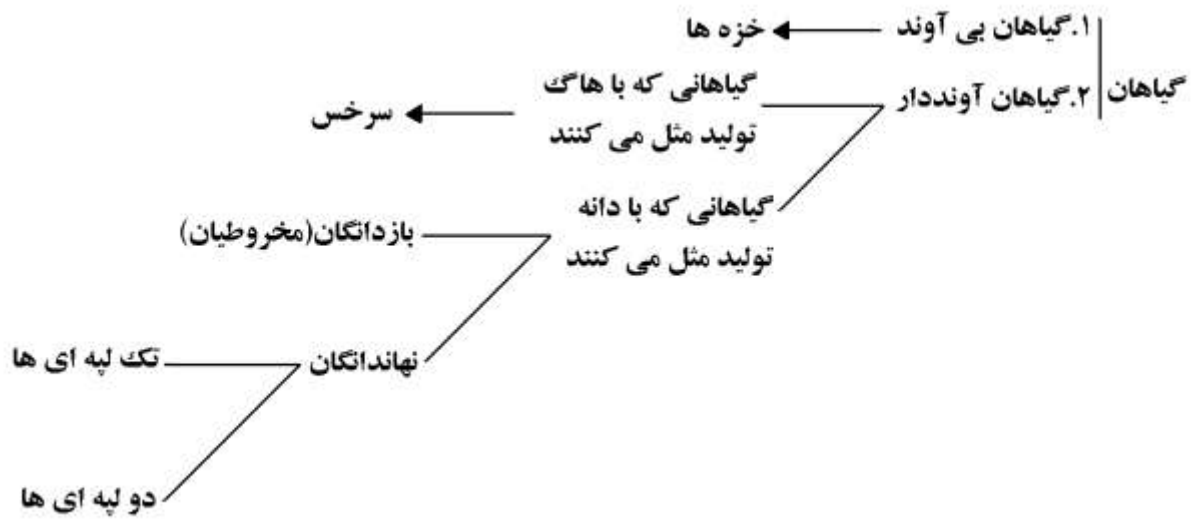 گیاهان
۱.گیاهان بی آوند
خزه ها
۲.گیاهان آونددار
گیاهانی که با هاگ
تولید مثل می کنند
سرخس
گیاهانی که با دانه
تولید مثل می کنند
بازدانگان(مخروطیان)
نهاندانگان
تک لپه ای ها
دو لپه ای ها